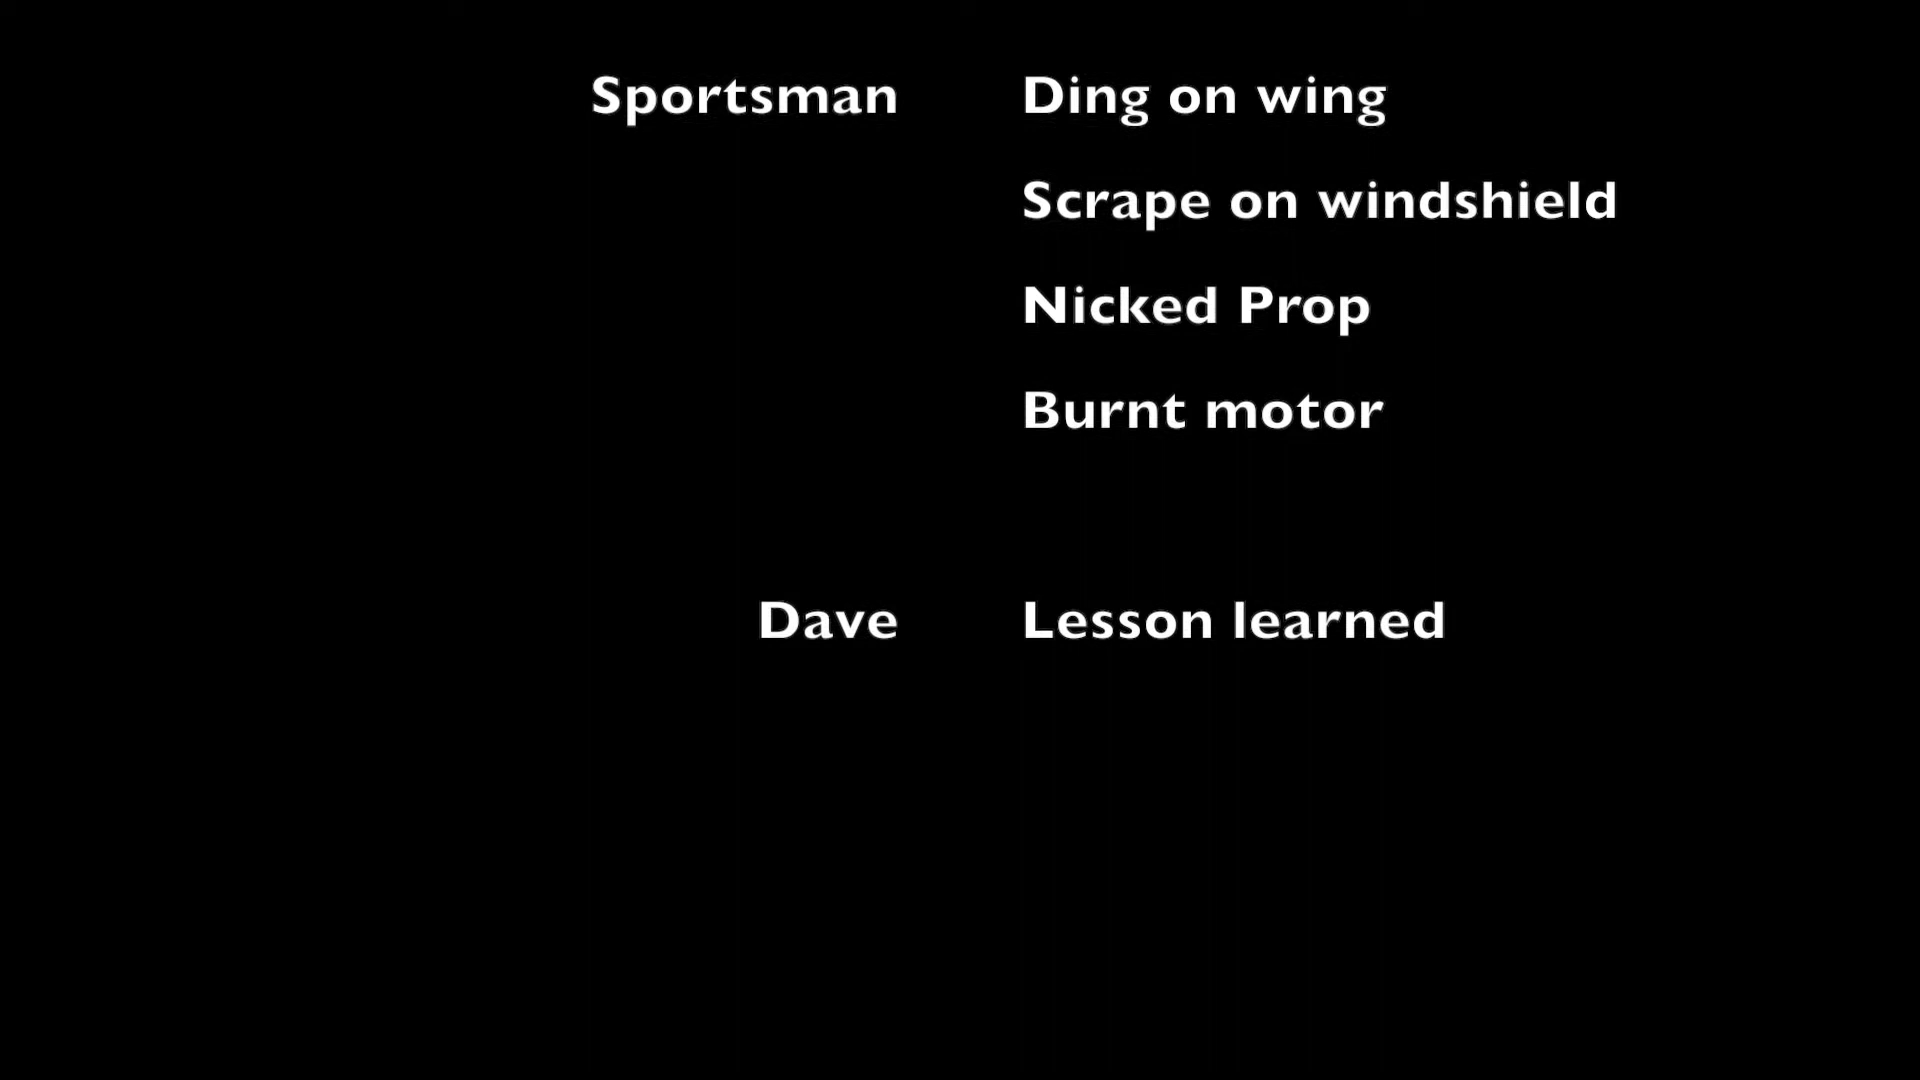 Sportsman Ding on wing
Scrape on windshield
Nicked Prop
Burnt motor
Dave Lesson learned